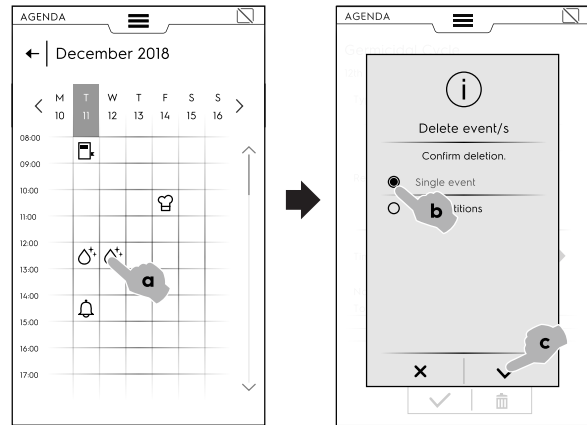 AGENDA
December 2018
M T W T F S S
10 11 12 13 14 15 16
08:00
09:00
10:00
11:00
12:00
13:00
14:00
15:00
16:00
17:00
a
AGENDA
i
Delete event/s
Confirm deletion.
Single event
b
titions
c